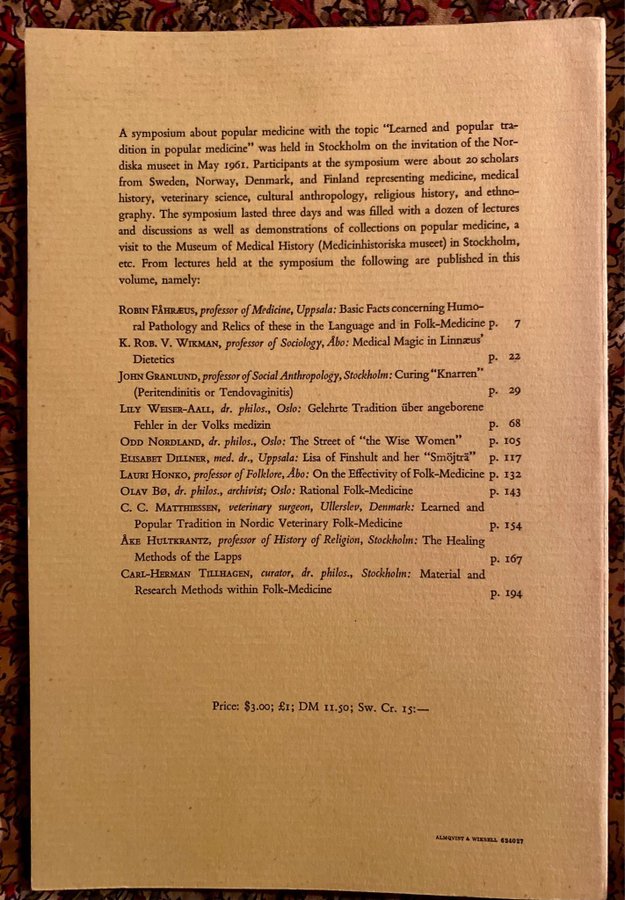 A symposium about popular medicine with the topic "Learned and popular tra-
dition in popular medicine" was held in Stockholm on the invitation of the Nor-
diska museet in May 1961. Participants at the symposium were about 20 scholars
from Sweden, Norway, Denmark, and Finland representing medicine, medical
history, veterinary science, cultural anthropology, religious history, and ethno-
graphy. The symposium lasted three days and was filled with a dozen of lectures
and discussions as well as demonstrations of collections on popular medicine, a
visit to the Museum of Medical History (Medicinhistoriska museet) in Stockholm,
etc. From lectures held at the symposium the following are published in this
volume, namely:
ROBIN FÅHRÆUS, professor of Medicine, Uppsala: Basic Facts concerning Humo-
ral Pathology and Relics of these in the Language and in Folk-Medicine p. 7
K. ROB. V. WIKMAN, professor of Sociology, Åbo: Medical Magic in Linnæus'
Dietetics p. 22
JOHN GRANLUND, professor of Social Anthropology, Stockholm: Curing "Knarren"
(Peritendinitis or Tendovaginitis) p. 29
LILY WEISER-AALL, dr. philos., Oslo: Gelehrte Tradition über angeborene
Fehler in der Volks medizin p. 68
ODD NORDLAND, dr. philos., Oslo: The Street of "the Wise Women" p. 105
ELISABET DILLNER, med. dr., Uppsala: Lisa of Finshult and her "Smöjträ" p. 117
LAURI HONKO, professor of Folklore, Åbo: On the Effectivity of Folk-Medicine p. 132
OLAV BØ, dr. philos., archivist; Oslo: Rational Folk-Medicine p. 143
C. C. MATTHIESSEN, veterinary surgeon, Ullerslev, Denmark: Learned and
Popular Tradition in Nordic Veterinary Folk-Medicine p. 154
ÅKE HULTKRANTZ, professor of History of Religion, Stockholm: The Healing
Methods of the Lapps p. 167
CARL-HERMAN TILLHAGEN, curator, dr. philos., Stockholm: Material and
Research Methods within Folk-Medicine p. 194
Price: $3.00; £1; DM 11.50; Sw. Cr. 15:—
ALMQVIST & WIKSELL 634027